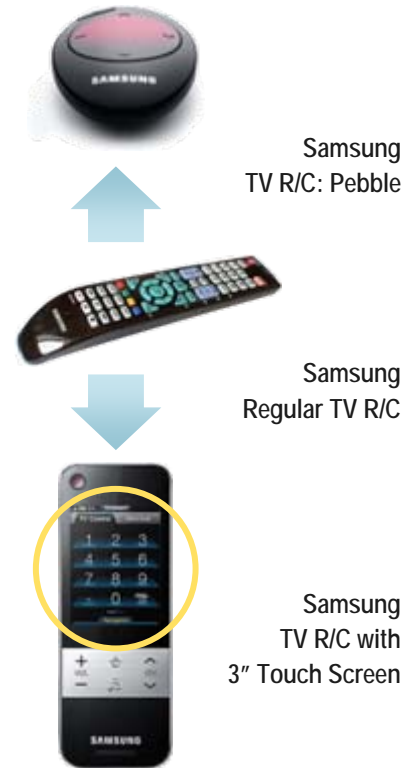 SAMSUNG
Samsung
TV R/C: Pebble
Samsung
Regular TV R/C
1 2 3
4 5 6
7 8 9
- 0
Samsung
TV R/C with
3" Touch Screen
+
VOL
−
SAMSUNG